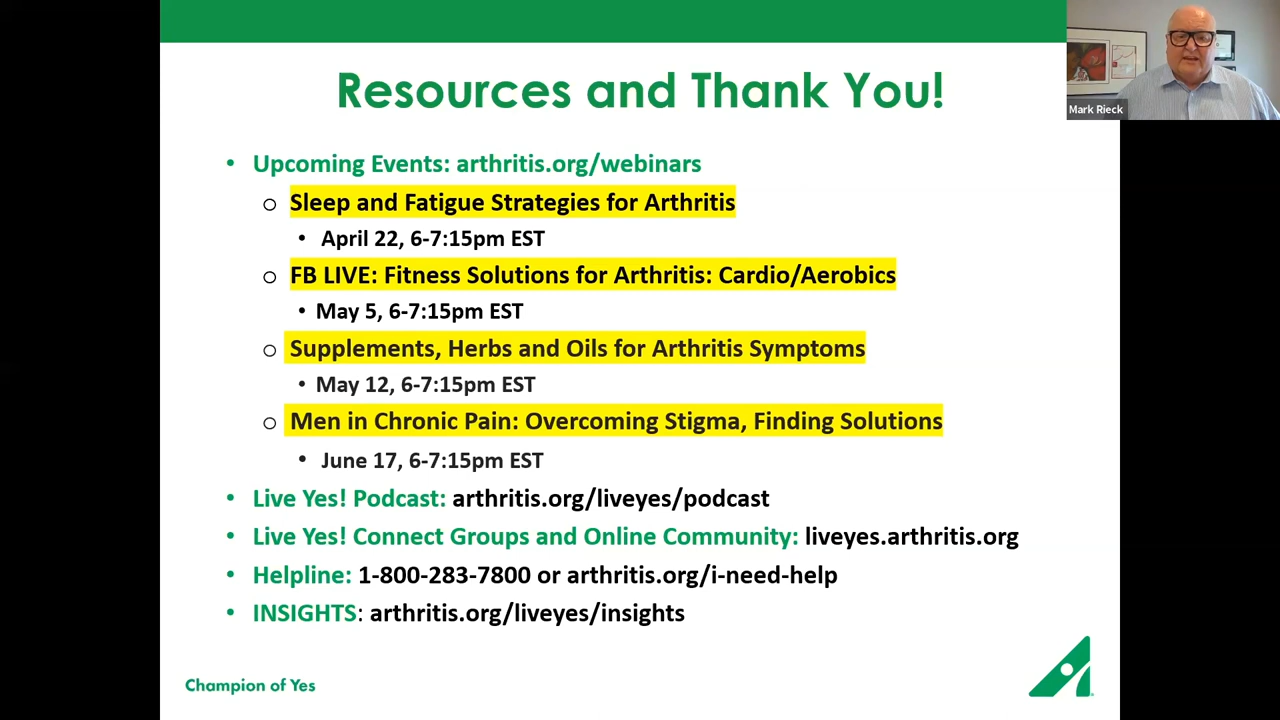 Resources and Thank You!
Mark Rieck
• Upcoming Events: arthritis.org/webinars
o Sleep and Fatigue Strategies for Arthritis
• April 22, 6-7:15pm EST
o FB LIVE: Fitness Solutions for Arthritis: Cardio/Aerobics
• May 5, 6-7:15pm EST
o Supplements, Herbs and Oils for Arthritis Symptoms
• May 12, 6-7:15pm EST
o Men in Chronic Pain: Overcoming Stigma, Finding Solutions
• June 17, 6-7:15pm EST
• Live Yes! Podcast: arthritis.org/liveyes/podcast
• Live Yes! Connect Groups and Online Community: liveyes.arthritis.org
• Helpline: 1-800-283-7800 or arthritis.org/i-need-help
• INSIGHTS: arthritis.org/liveyes/insights
Champion of Yes